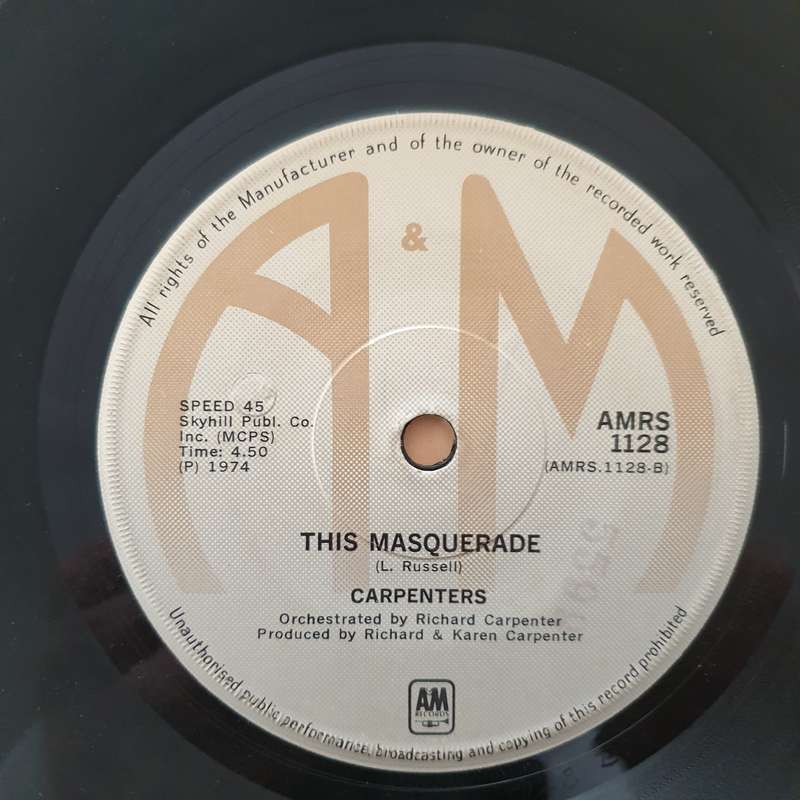 All rights of the Manufacturer and of the owner of the recorded work reserved
A & M
SPEED 45
Skyhill Publ. Co.
Inc. (MCPS)
Time: 4.50
(P) 1974
AMRS
1128
(AMRS.1128-B)
THIS MASQUERADE
(L. Russell)
CARPENTERS
Orchestrated by Richard Carpenter
Produced by Richard & Karen Carpenter
A&M
RECORDS
Unauthorised public performance, broadcasting and copying of this record prohibited